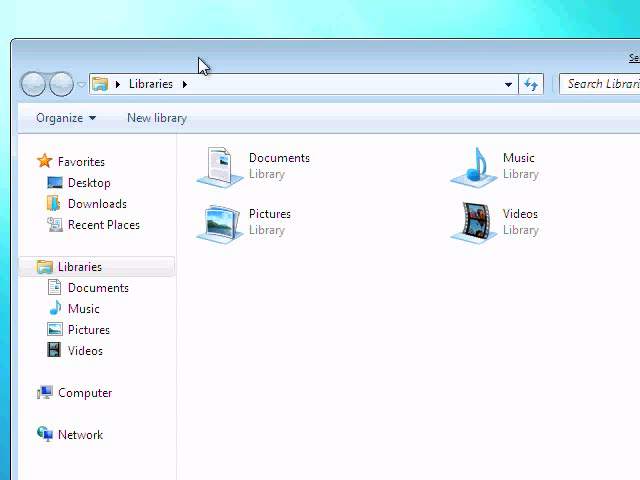 Se
Libraries
Search Librari
Organize
New library
Favorites
Desktop
Downloads
Recent Places
Libraries
Documents
Music
Pictures
Videos
Computer
Network
Documents
Library
Music
Library
Pictures
Library
Videos
Library